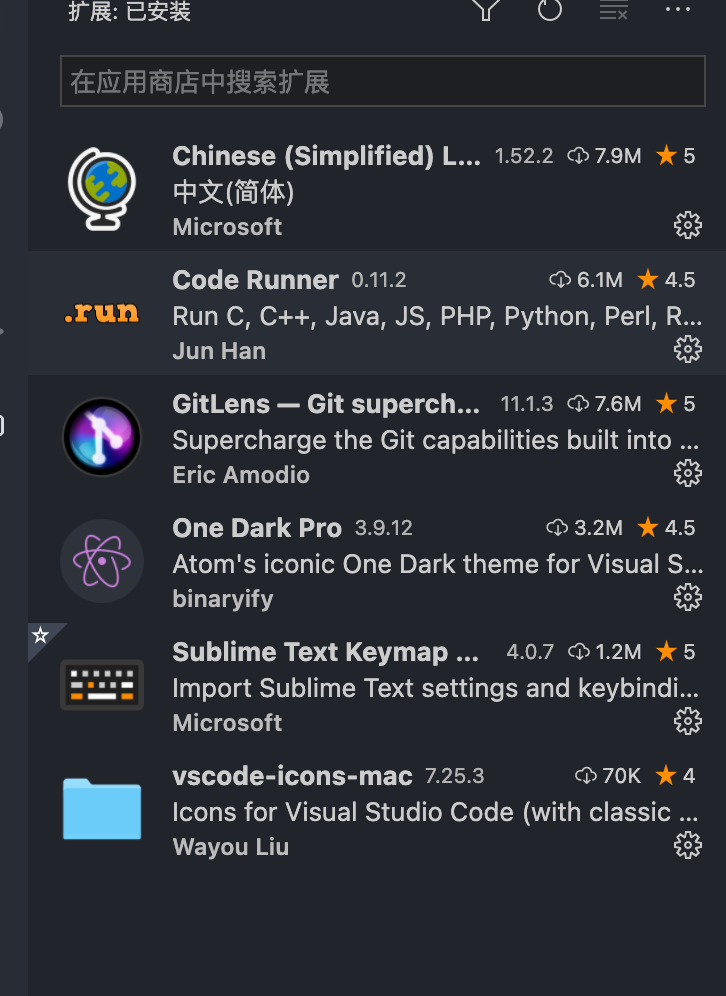 扩展: 已安装
在应用商店中搜索扩展
Chinese (Simplified) L... 1.52.2 7.9M 5
中文(简体)
Microsoft
.run
Code Runner 0.11.2 6.1M 4.5
Run C, C++, Java, JS, PHP, Python, Perl, R...
Jun Han
GitLens — Git superch... 11.1.3 7.6M 5
Supercharge the Git capabilities built into ...
Eric Amodio
One Dark Pro 3.9.12 3.2M 4.5
Atom's iconic One Dark theme for Visual S...
binaryify
Sublime Text Keymap ... 4.0.7 1.2M 5
Import Sublime Text settings and keybindi...
Microsoft
vscode-icons-mac 7.25.3 70K 4
Icons for Visual Studio Code (with classic ...
Wayou Liu